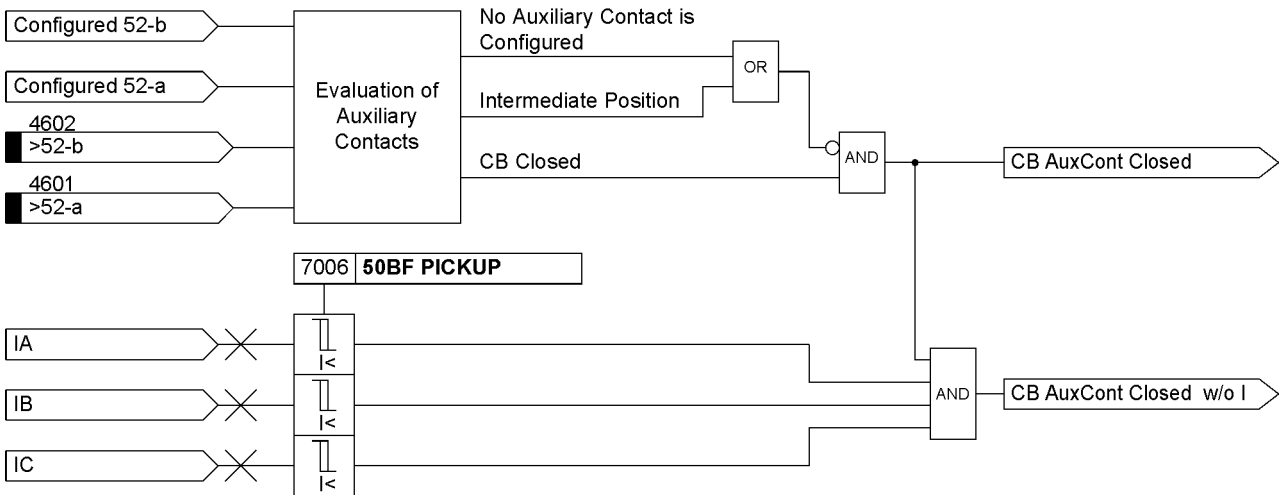 Configured 52-b
Configured 52-a
4602
>52-b
4601
>52-a
Evaluation of
Auxiliary
Contacts
No Auxiliary Contact is
Configured
Intermediate Position
CB Closed
OR
AND
CB AuxCont Closed
7006 50BF PICKUP
IA
I<
IB
I<
IC
I<
AND
CB AuxCont Closed w/o I